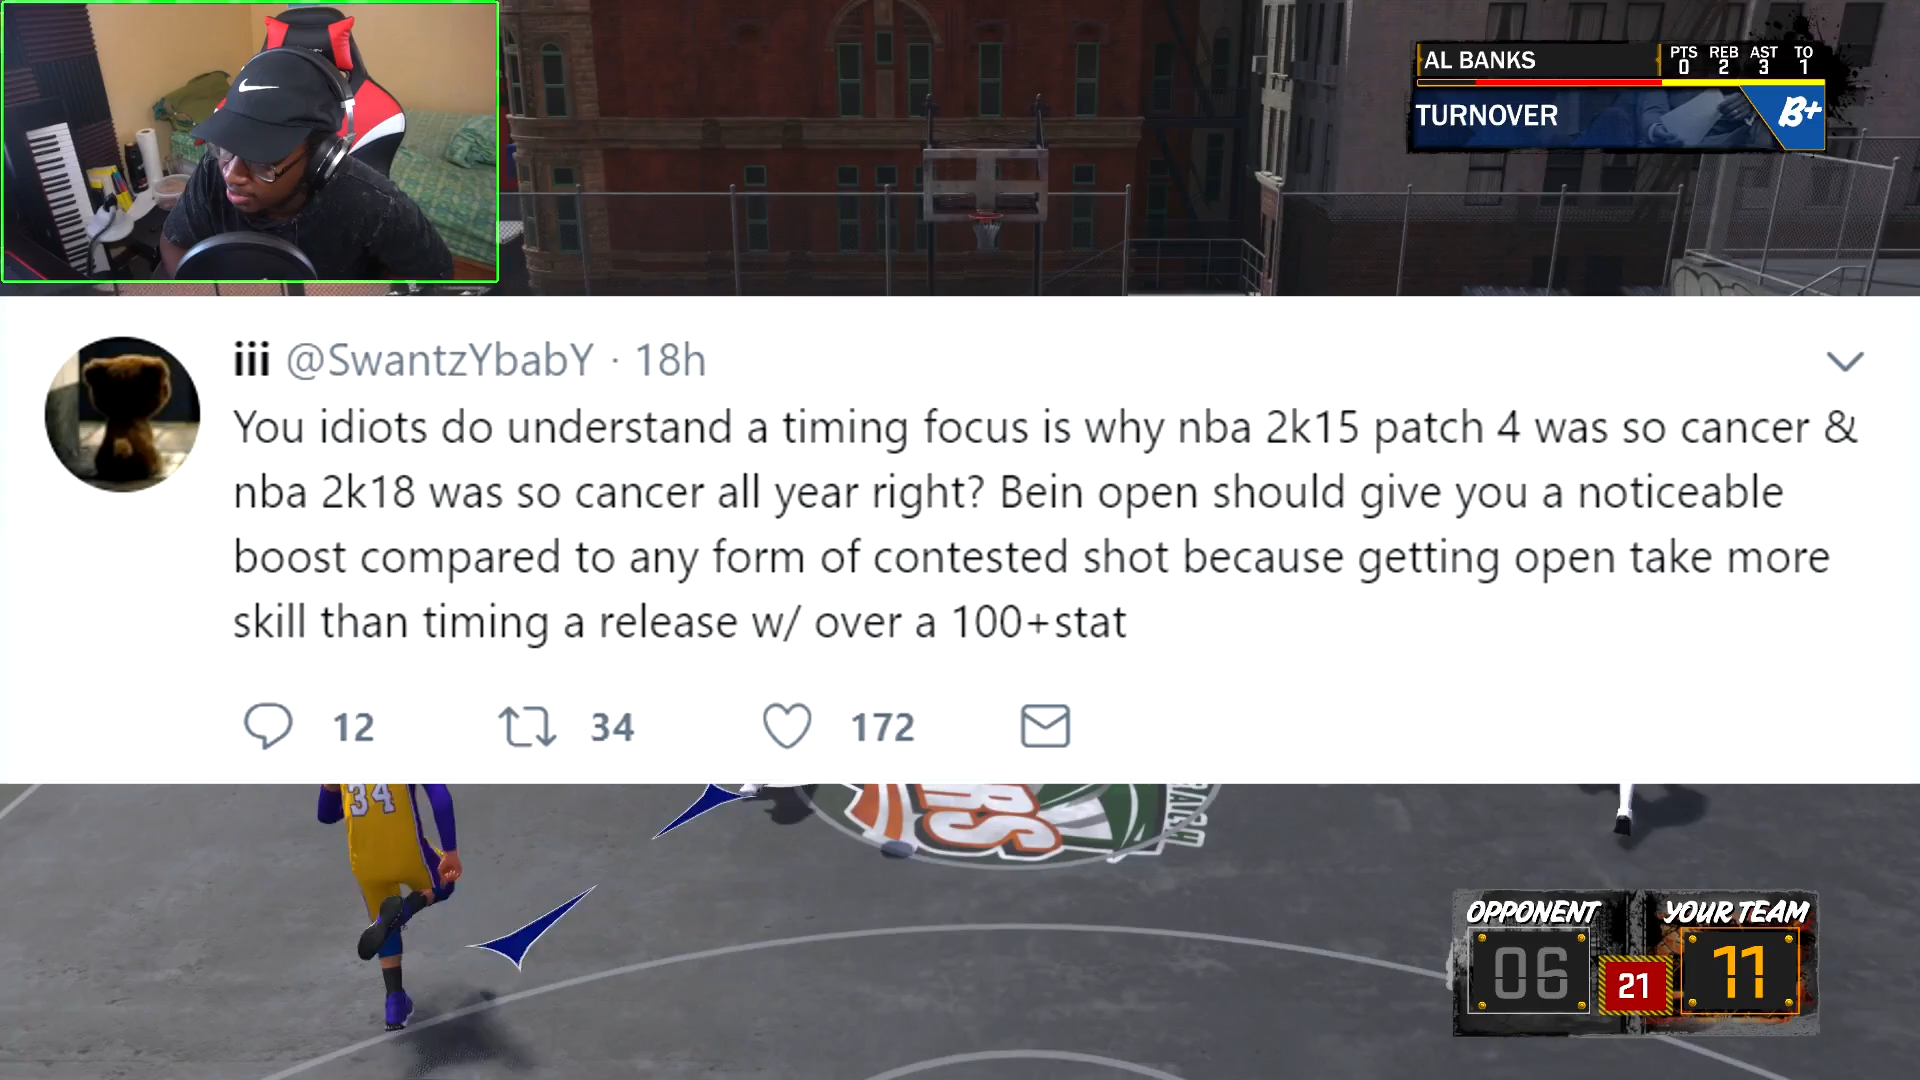 AL BANKS
PTS REB AST TO
0 2 3 1
TURNOVER
B+
iii @SwantzYbabY · 18h
You idiots do understand a timing focus is why nba 2k15 patch 4 was so cancer &
nba 2k18 was so cancer all year right? Bein open should give you a noticeable
boost compared to any form of contested shot because getting open take more
skill than timing a release w/ over a 100+stat
12 34 172
34
RS
OPPONENT YOUR TEAM
06 21 11